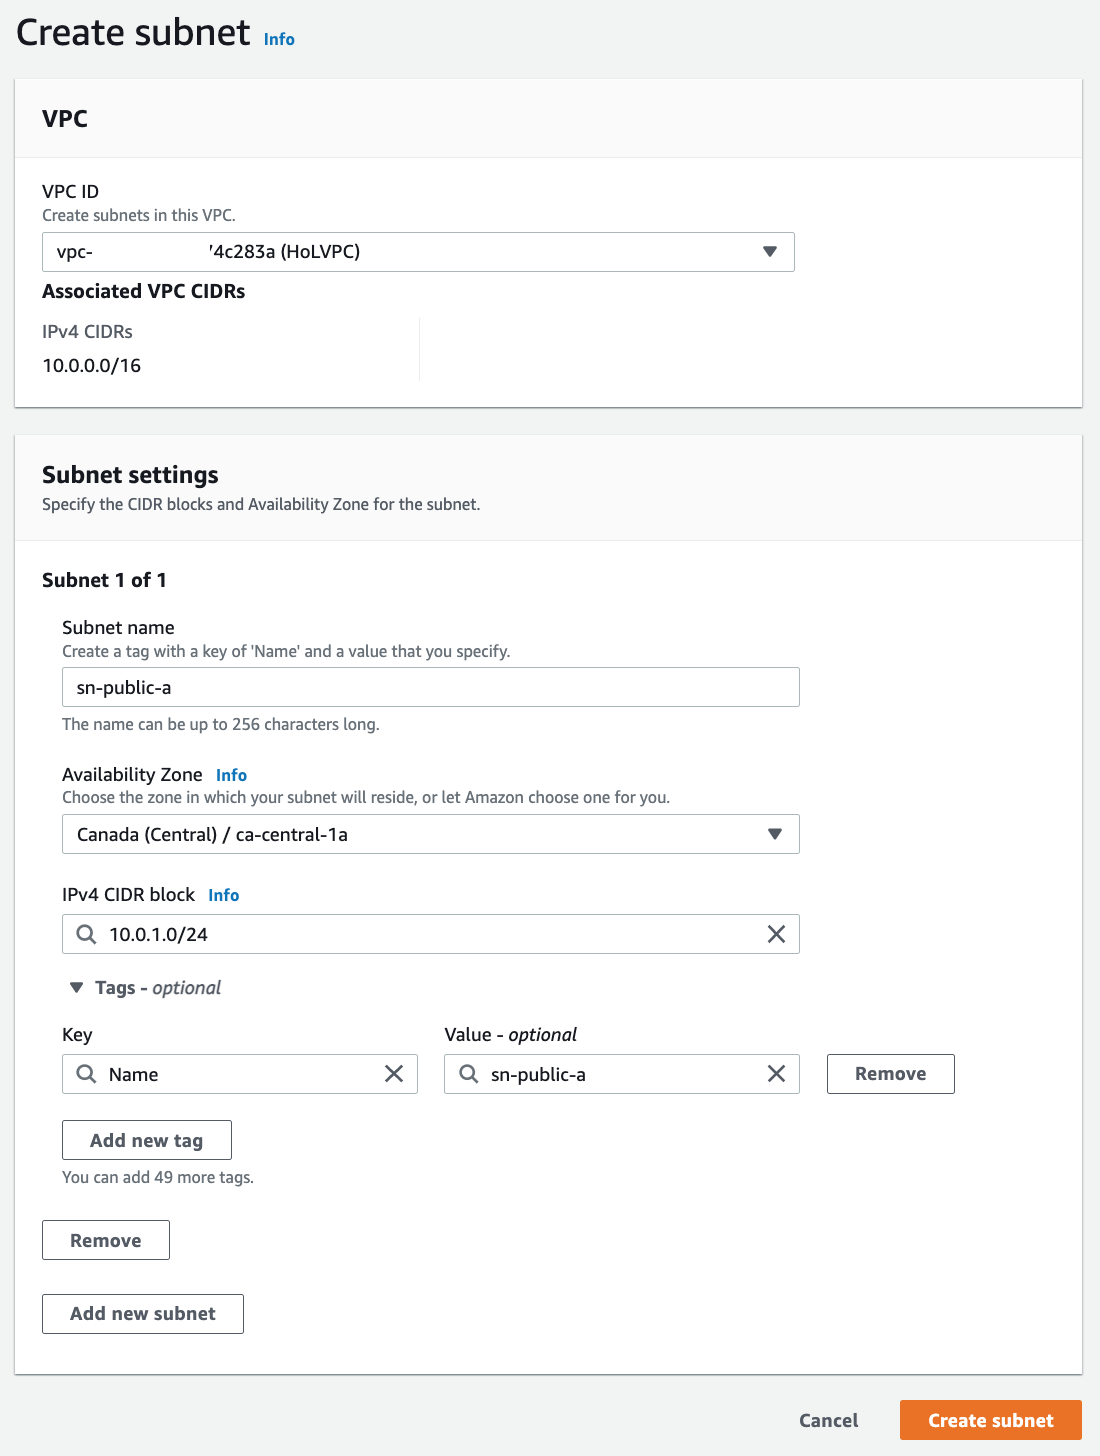 Create subnet Info
VPC
VPC ID
Create subnets in this VPC.
vpc- 4c283a (HoLVPC)
Associated VPC CIDRs
IPv4 CIDRs
10.0.0.0/16
Subnet settings
Specify the CIDR blocks and Availability Zone for the subnet.
Subnet 1 of 1
Subnet name
Create a tag with a key of 'Name' and a value that you specify.
sn-public-a
The name can be up to 256 characters long.
Availability Zone Info
Choose the zone in which your subnet will reside, or let Amazon choose one for you.
Canada (Central) / ca-central-1a
IPv4 CIDR block Info
10.0.1.0/24
Tags - optional
Key Value - optional
Name sn-public-a Remove
Add new tag
You can add 49 more tags.
Remove
Add new subnet
Cancel Create subnet